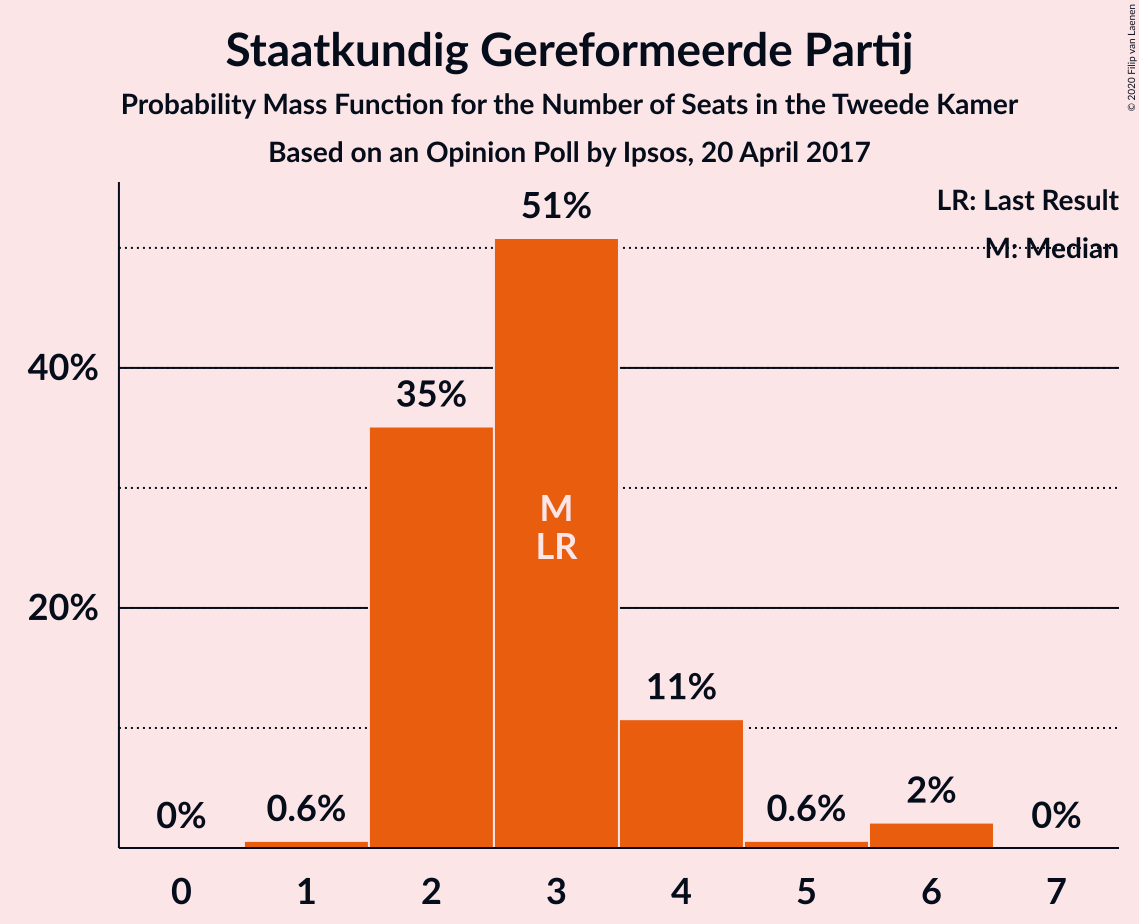 Staatkundig Gereformeerde Partij
Probability Mass Function for the Number of Seats in the Tweede Kamer
Based on an Opinion Poll by Ipsos, 20 April 2017
© 2020 Filip van Laenen
LR: Last Result
M: Median
51%
40%
35%
M
LR
20%
11%
0%
0.6%
0.6%
2%
0%
0 1 2 3 4 5 6 7